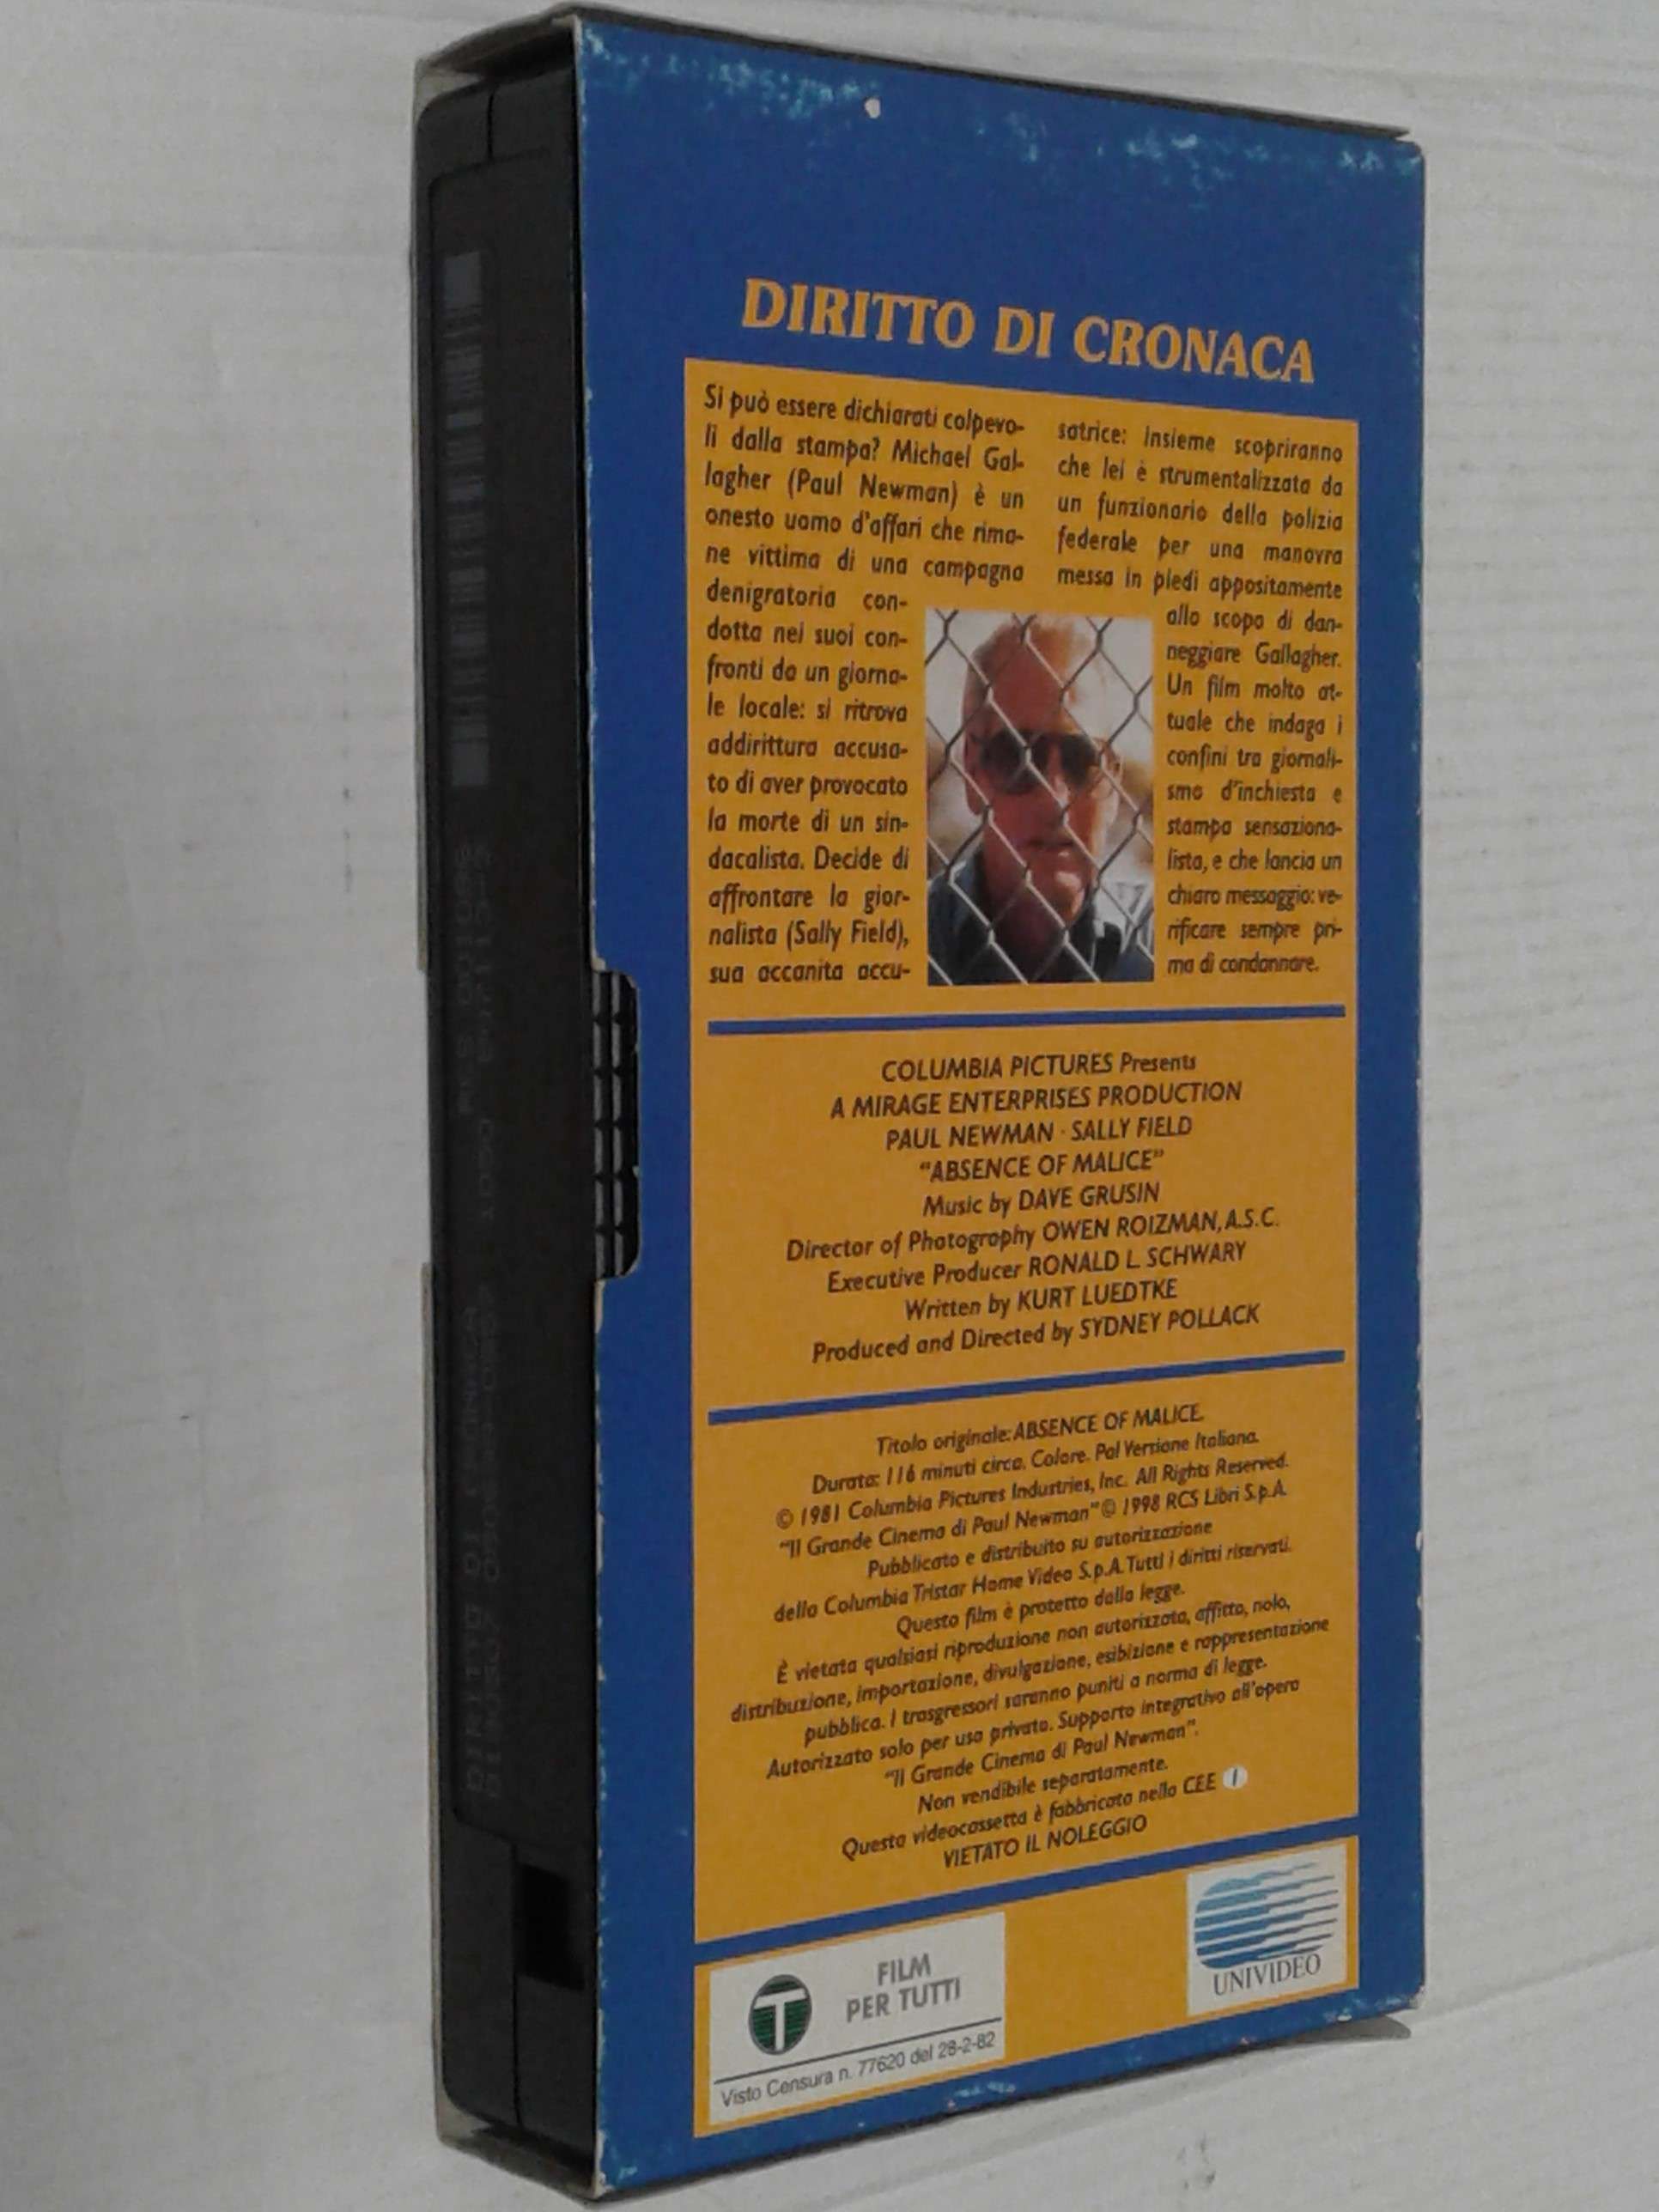 DIRITTO DI CRONACA
Si può essere dichiarati colpevo-
li dalla stampa? Michael Gal-
lagher (Paul Newman) è un
onesto uomo d'affari che rima-
ne vittima di una campagna
denigratoria con-
dotta nei suoi con-
fronti da un giorna-
le locale: si ritrova
addirittura accusa-
to di aver provocato
la morte di un sin-
dacalista. Decide di
affrontare la gior-
nalista (Sally Field),
sua accanita accu-
satrice: Insieme scopriranno
che lei è strumentalizzata da
un funzionario della polizia
federale per una manovra
messa in piedi appositamente
allo scopo di dan-
neggiare Gallagher.
Un film molto at-
tuale che indaga i
confini tra giornali-
smo d'inchiesta e
stampa sensaziona-
lista, e che lancia un
chiaro messaggio: ve-
rificare sempre pri-
ma di condannare.
COLUMBIA PICTURES Presents
A MIRAGE ENTERPRISES PRODUCTION
PAUL NEWMAN · SALLY FIELD
"ABSENCE OF MALICE"
Music by DAVE GRUSIN
Director of Photography OWEN ROIZMAN, A.S.C.
Executive Producer RONALD L. SCHWARY
Written by KURT LUEDTKE
Produced and Directed by SYDNEY POLLACK
Titolo originale: ABSENCE OF MALICE.
Durata: 116 minuti circa. Colore. Pal Versione Italiana.
© 1981 Columbia Pictures Industries, Inc. All Rights Reserved.
"Il Grande Cinema di Paul Newman" © 1998 RCS Libri S.p.A.
Pubblicato e distribuito su autorizzazione
della Columbia Tristar Home Video S.p.A. Tutti i diritti riservati.
Questo film è protetto dalla legge.
È vietata qualsiasi riproduzione non autorizzata, affitto, nolo,
distribuzione, importazione, divulgazione, esibizione e rappresentazione
pubblica. I trasgressori saranno puniti a norma di legge.
Autorizzato solo per uso privato. Supporto integrativo all'opera
"Il Grande Cinema di Paul Newman".
Non vendibile separatamente.
Questa videocassetta è fabbricata nella CEE 1
VIETATO IL NOLEGGIO
T
FILM
PER TUTTI
Visto Censura n. 77620 del 28-2-82
UNIVIDEO
DIRITTO DI CRONACA